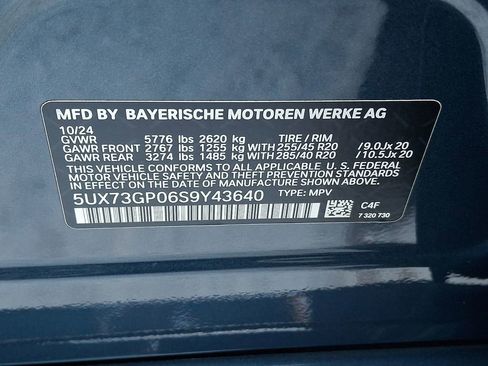 MFD BY BAYERISCHE MOTOREN WERKE AG
10/24
GVWR 5776 lbs 2620 kg TIRE / RIM
GAWR FRONT 2767 lbs 1255 kg WITH 255/45 R20 /9.0Jx 20
GAWR REAR 3274 lbs 1485 kg WITH 285/40 R20 /10.5Jx 20
THIS VEHICLE CONFORMS TO ALL APPLICABLE U. S. FEDERAL
MOTOR VEHICLE SAFETY AND THEFT PREVENTION STANDARDS
IN EFFECT ON THE DATE OF MANUFACTURE SHOWN ABOVE.
5UX73GP06S9Y43640 TYPE: MPV
C4F
7 320 730